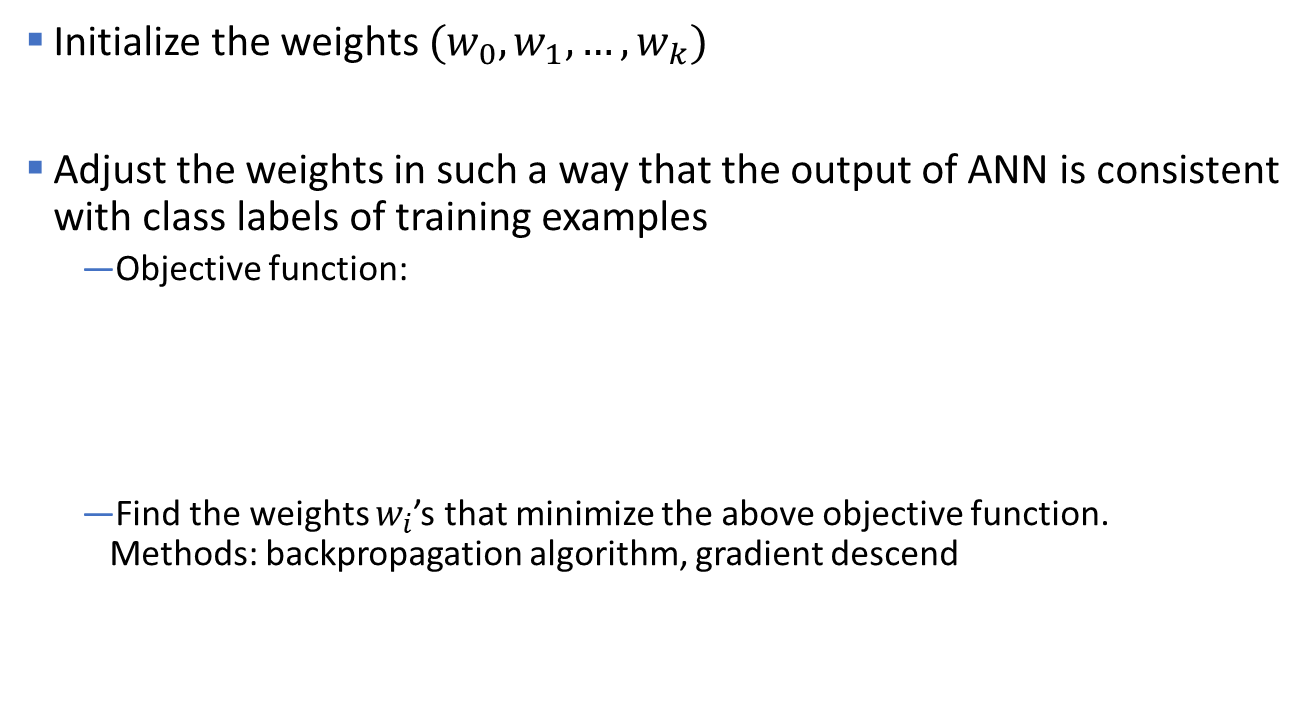 ▪ Initialize the weights (w₀, w₁, … , wₖ)
▪ Adjust the weights in such a way that the output of ANN is consistent
with class labels of training examples
—Objective function:
—Find the weights wᵢ’s that minimize the above objective function.
Methods: backpropagation algorithm, gradient descend